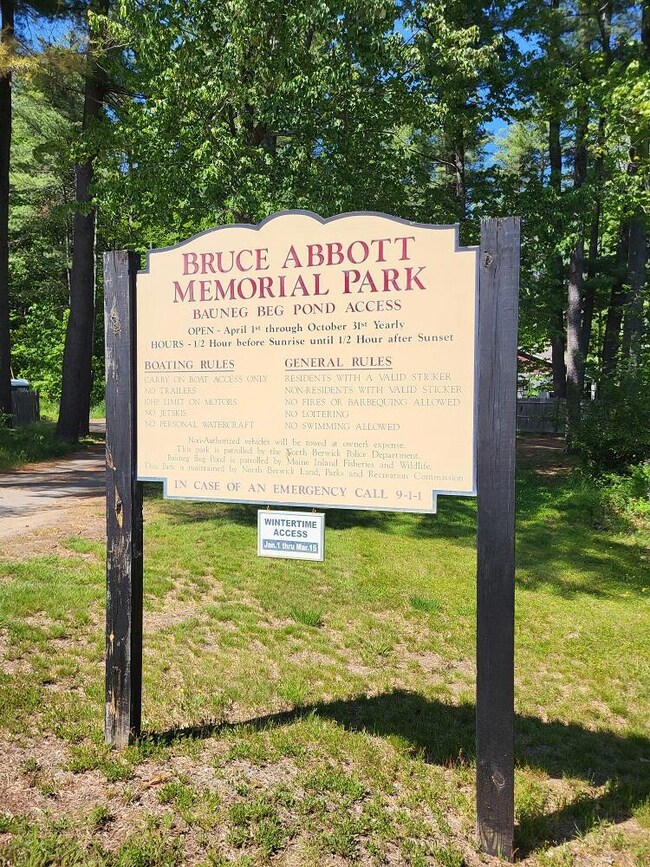 BRUCE ABBOTT
MEMORIAL PARK
BAUNEG BEG POND ACCESS
OPEN - April 1st through October 31st Yearly
HOURS - 1/2 Hour before Sunrise until 1/2 Hour after Sunset
BOATING RULES
CARRY ON BOAT ACCESS ONLY
NO TRAILERS
10HP LIMIT ON MOTORS
NO JETSKIS
NO PERSONAL WATERCRAFT
GENERAL RULES
RESIDENTS WITH A VALID STICKER
NON-RESIDENTS WITH VALID STICKER
NO FIRES OR BARBEQUING ALLOWED
NO LOITERING
NO SWIMMING ALLOWED
Non-Authorized vehicles will be towed at owners expense.
This park is patrolled by the North Berwick Police Department.
Bauneg Beg Pond is patrolled by Maine Inland Fisheries and Wildlife.
This Park is maintained by North Berwick Land, Parks and Recreation Commission
IN CASE OF AN EMERGENCY CALL 9-1-1
WINTERTIME
ACCESS
Jan.1 thru Mar.15